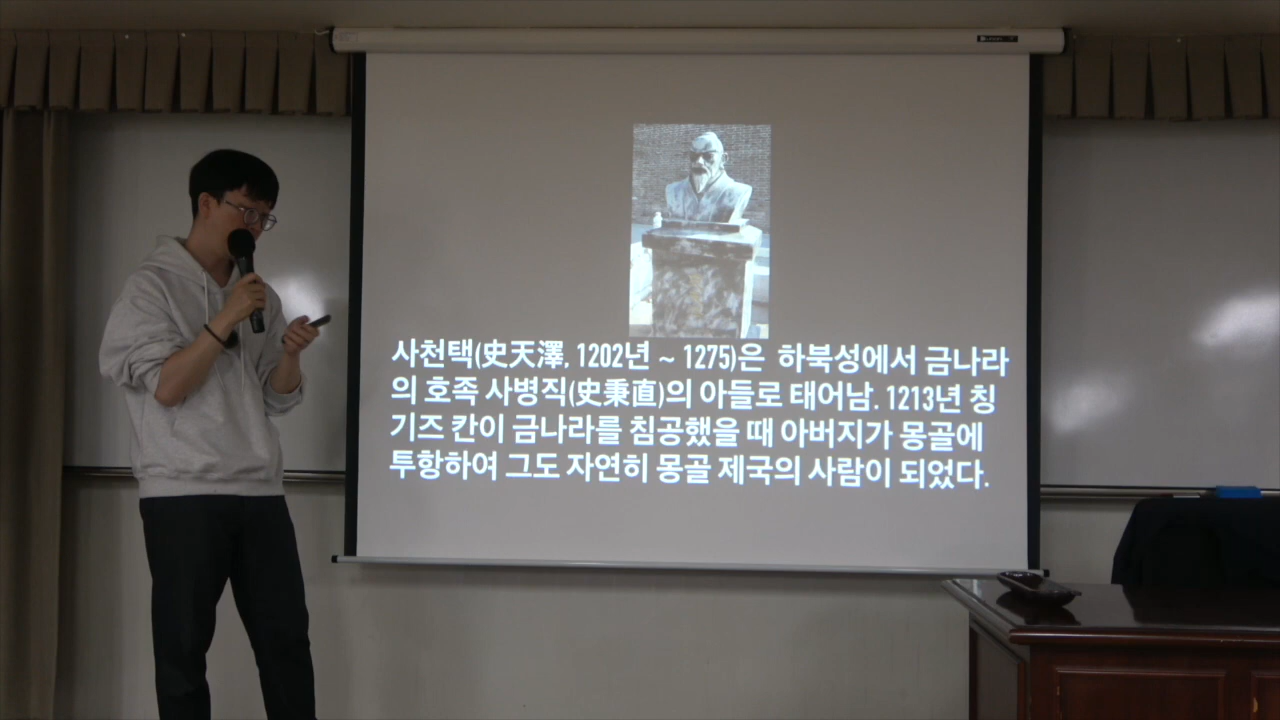 사천택(史天澤, 1202년 ~ 1275)은 하북성에서 금나라
의 호족 사병직(史秉直)의 아들로 태어남. 1213년 칭
기즈 칸이 금나라를 침공했을 때 아버지가 몽골에
투항하여 그도 자연히 몽골 제국의 사람이 되었다.